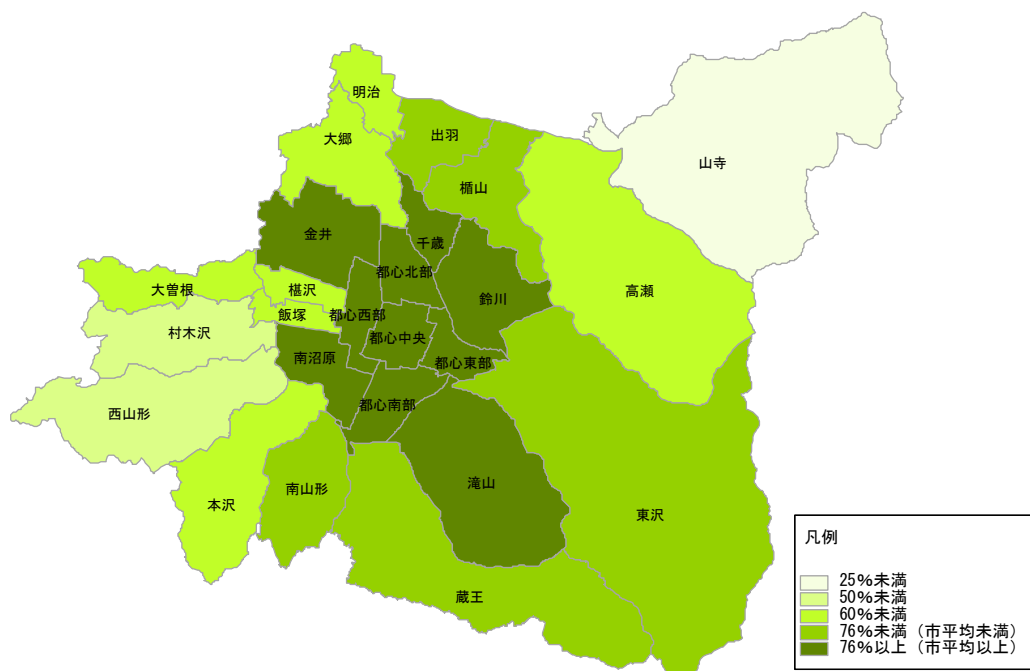 明治
大郷
出羽
山寺
楯山
金井
千歳
都心北部
大曽根
椹沢
鈴川
高瀬
飯塚
都心西部
村木沢
都心中央
南沼原
都心東部
西山形
都心南部
滝山
南山形
本沢
東沢
蔵王
凡例
25%未満
50%未満
60%未満
76%未満（市平均未満）
76%以上（市平均以上）